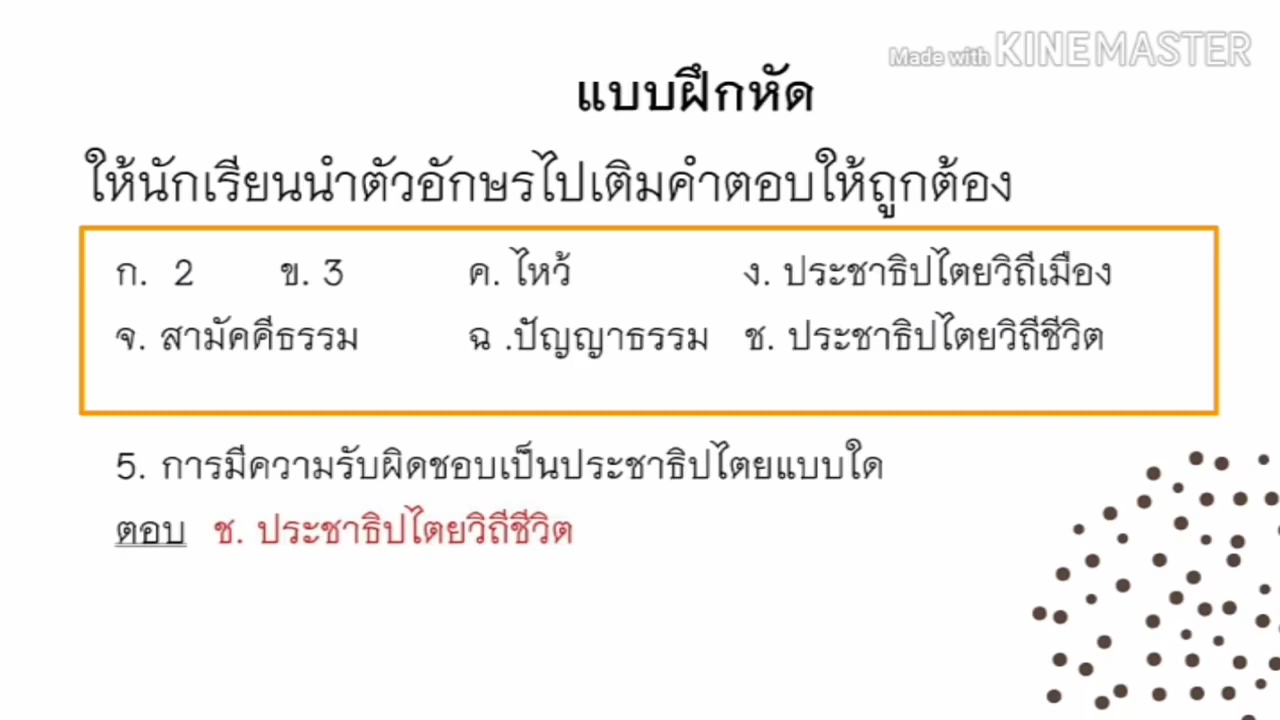 Made with KINEMASTER
แบบฝึกหัด
ให้นักเรียนนำตัวอักษรไปเติมคำตอบให้ถูกต้อง
ก. 2 ข. 3 ค. ไหว้ ง. ประชาธิปไตยวิถีเมือง
จ. สามัคคีธรรม ฉ .ปัญญาธรรม ช. ประชาธิปไตยวิถีชีวิต
5. การมีความรับผิดชอบเป็นประชาธิปไตยแบบใด
ตอบ ช. ประชาธิปไตยวิถีชีวิต